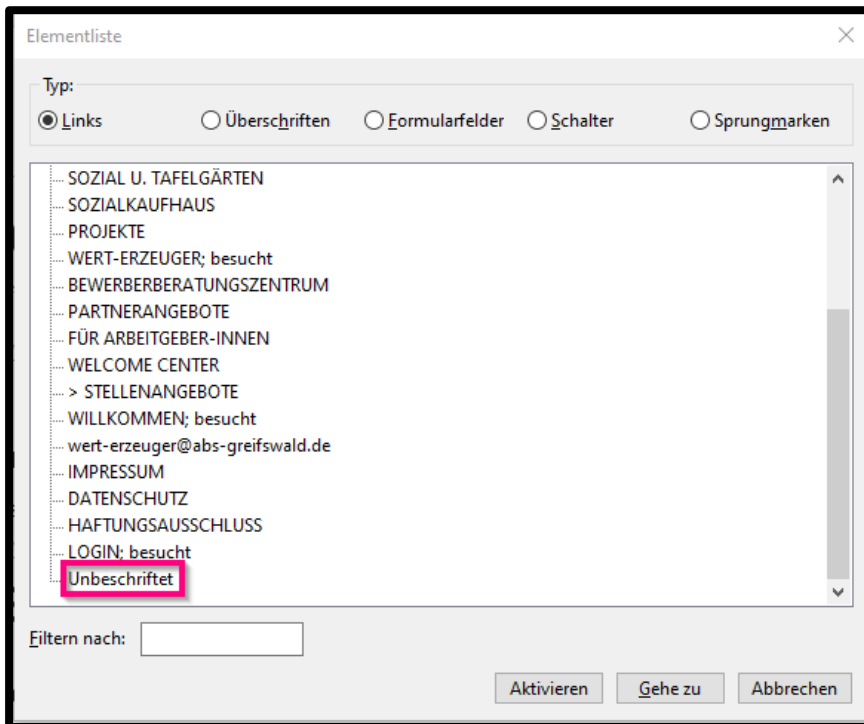 Elementliste
Typ:
Links Überschriften Formularfelder Schalter Sprungmarken
SOZIAL U. TAFELGÄRTEN
SOZIALKAUFHAUS
PROJEKTE
WERT-ERZEUGER; besucht
BEWERBERBERATUNGSZENTRUM
PARTNERANGEBOTE
FÜR ARBEITGEBER-INNEN
WELCOME CENTER
> STELLENANGEBOTE
WILLKOMMEN; besucht
wert-erzeuger@abs-greifswald.de
IMPRESSUM
DATENSCHUTZ
HAFTUNGSAUSSCHLUSS
LOGIN; besucht
Unbeschriftet
Filtern nach:
Aktivieren Gehe zu Abbrechen